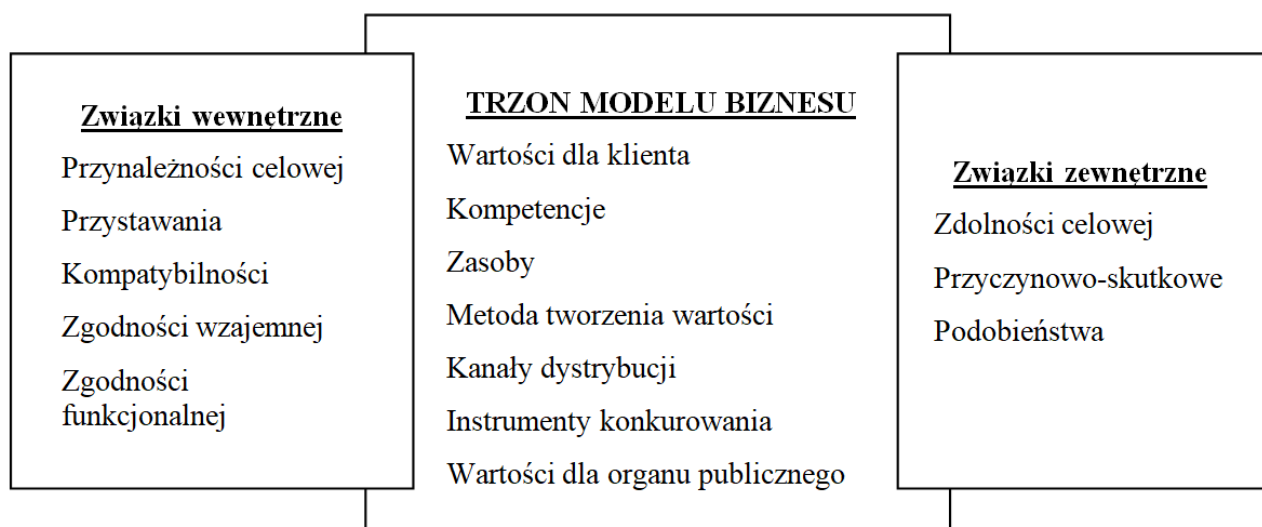 Związki wewnętrzne
Przynależności celowej
Przystawania
Kompatybilności
Zgodności wzajemnej
Zgodności
funkcjonalnej
TRZON MODELU BIZNESU
Wartości dla klienta
Kompetencje
Zasoby
Metoda tworzenia wartości
Kanały dystrybucji
Instrumenty konkurowania
Wartości dla organu publicznego
Związki zewnętrzne
Zdolności celowej
Przyczynowo-skutkowe
Podobieństwa